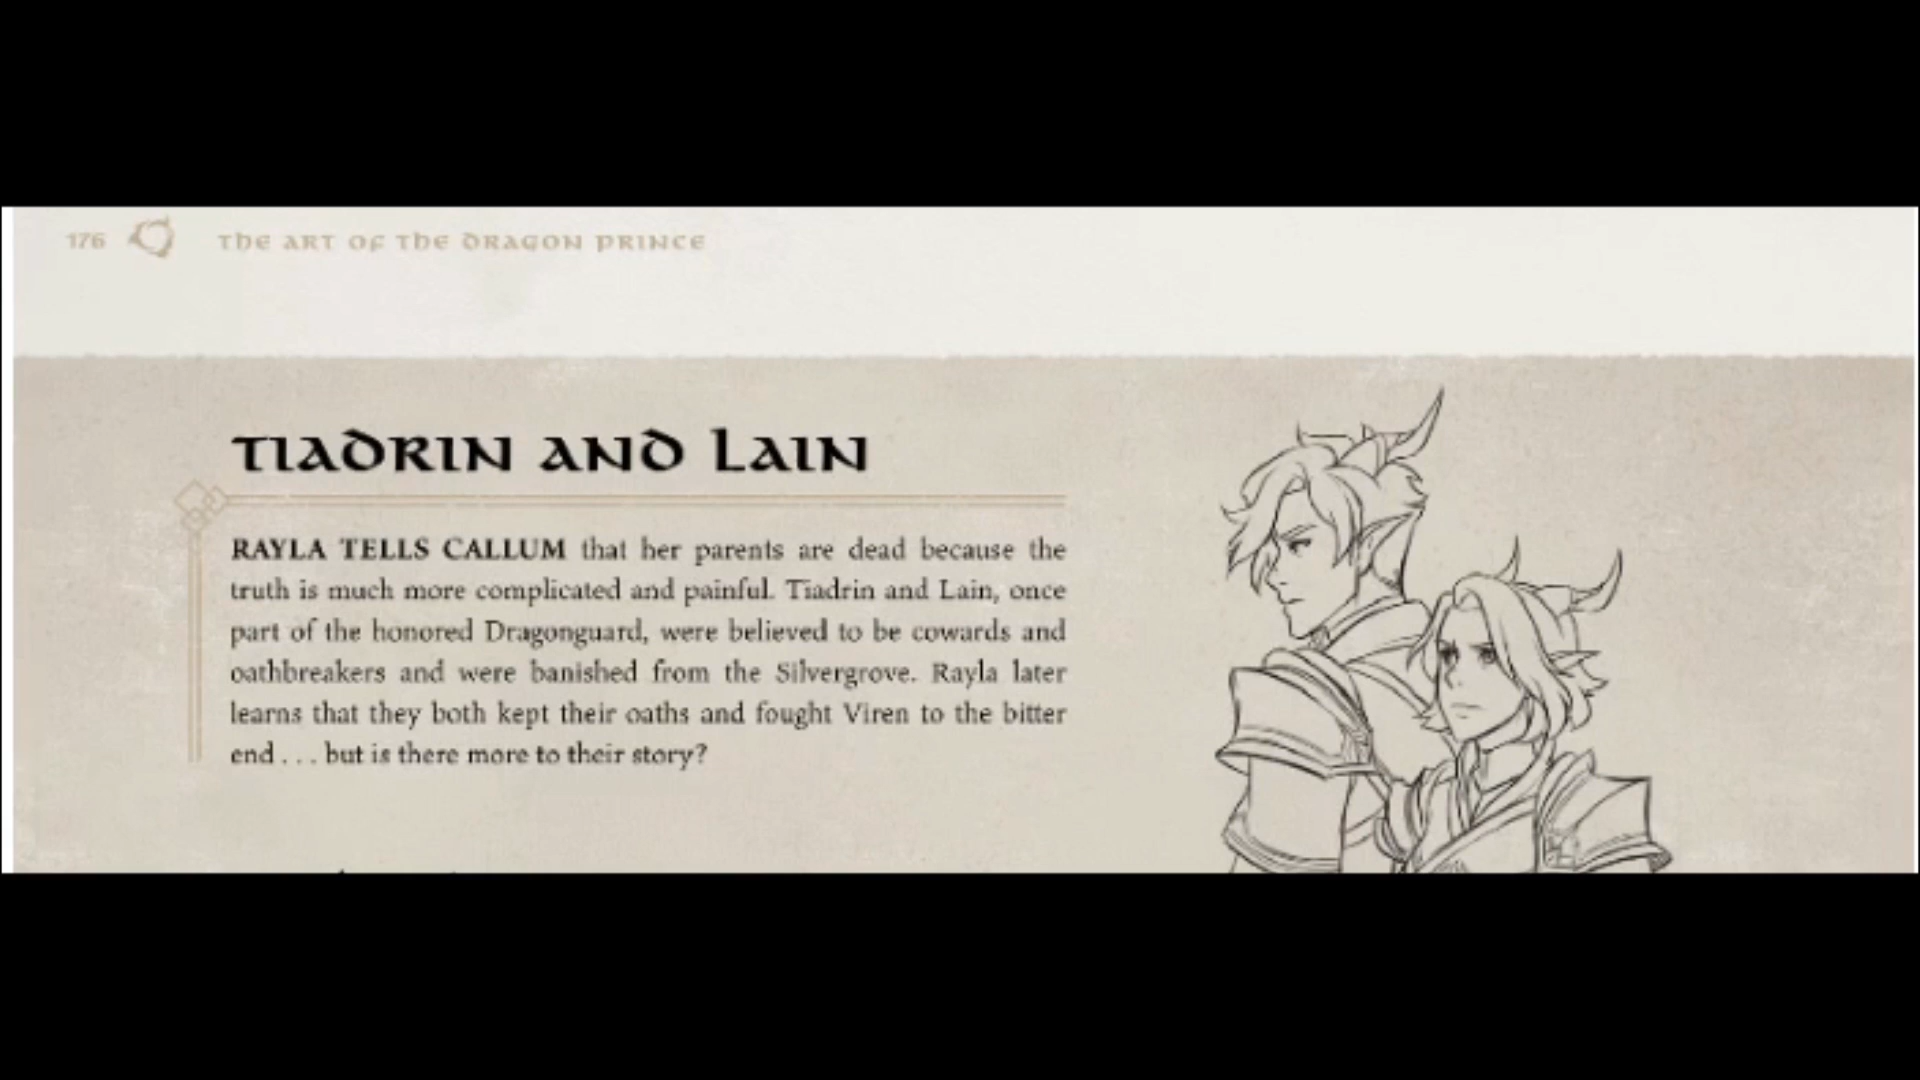 176 THE ART OF THE DRAGON PRINCE
TIADRIN AND LAIN
RAYLA TELLS CALLUM that her parents are dead because the
truth is much more complicated and painful. Tiadrin and Lain, once
part of the honored Dragonguard, were believed to be cowards and
oathbreakers and were banished from the Silvergrove. Rayla later
learns that they both kept their oaths and fought Viren to the bitter
end . . . but is there more to their story?